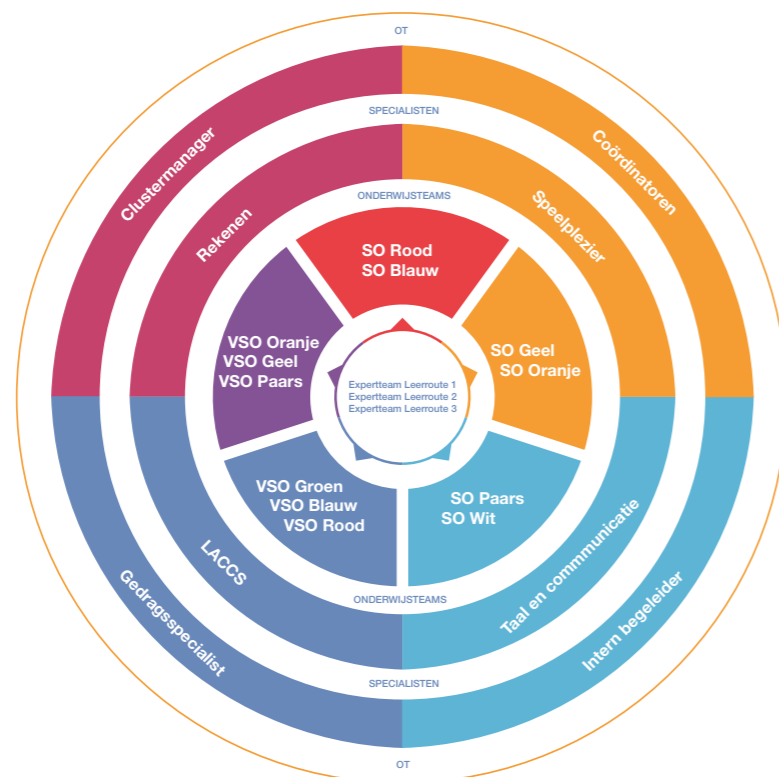 OT
SPECIALISTEN
Clustermanager
Coördinatoren
Rekenen
Speelplezier
ONDERWIJSTEAMS
SO Rood
SO Blauw
VSO Oranje
VSO Geel
VSO Paars
SO Geel
SO Oranje
Expertteam Leerroute 1
Expertteam Leerroute 2
Expertteam Leerroute 3
VSO Groen
VSO Blauw
VSO Rood
SO Paars
SO Wit
LACCS
Taal en commmunicatie
ONDERWIJSTEAMS
Gedragsspecialist
Intern begeleider
SPECIALISTEN
OT